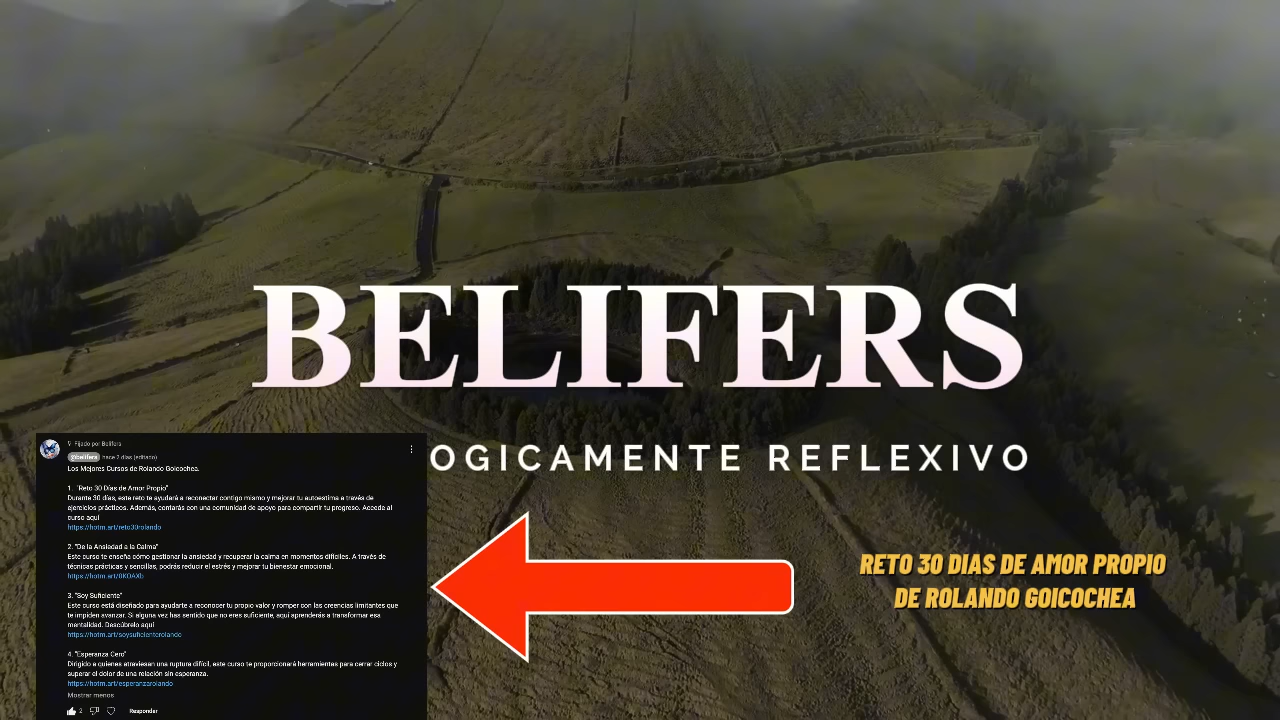 BELIFERS
OGICAMENTE REFLEXIVO
Fijado por Belifers
@belifers hace 2 días (editado)
Los Mejores Cursos de Rolando Goicochea.
1. "Reto 30 Días de Amor Propio"
Durante 30 días, este reto te ayudará a reconectar contigo mismo y mejorar tu autoestima a través de
ejercicios prácticos. Además, contarás con una comunidad de apoyo para compartir tu progreso. Accede al
curso aquí
https://hotm.art/reto30rolando
2. "De la Ansiedad a la Calma"
Este curso te enseña cómo gestionar la ansiedad y recuperar la calma en momentos difíciles. A través de
técnicas prácticas y sencillas, podrás reducir el estrés y mejorar tu bienestar emocional.
https://hotm.art/0KOAXb
3. "Soy Suficiente"
Este curso está diseñado para ayudarte a reconocer tu propio valor y romper con las creencias limitantes que
te impiden avanzar. Si alguna vez has sentido que no eres suficiente, aquí aprenderás a transformar esa
mentalidad. Descúbrelo aquí
https://hotm.art/soysuficienterolando
4. "Esperanza Cero"
Dirigido a quienes atraviesan una ruptura difícil, este curso te proporcionará herramientas para cerrar ciclos y
superar el dolor de una relación sin esperanza.
https://hotm.art/esperanzarolando
Mostrar menos
2 Responder
RETO 30 DIAS DE AMOR PROPIO
DE ROLANDO GOICOCHEA